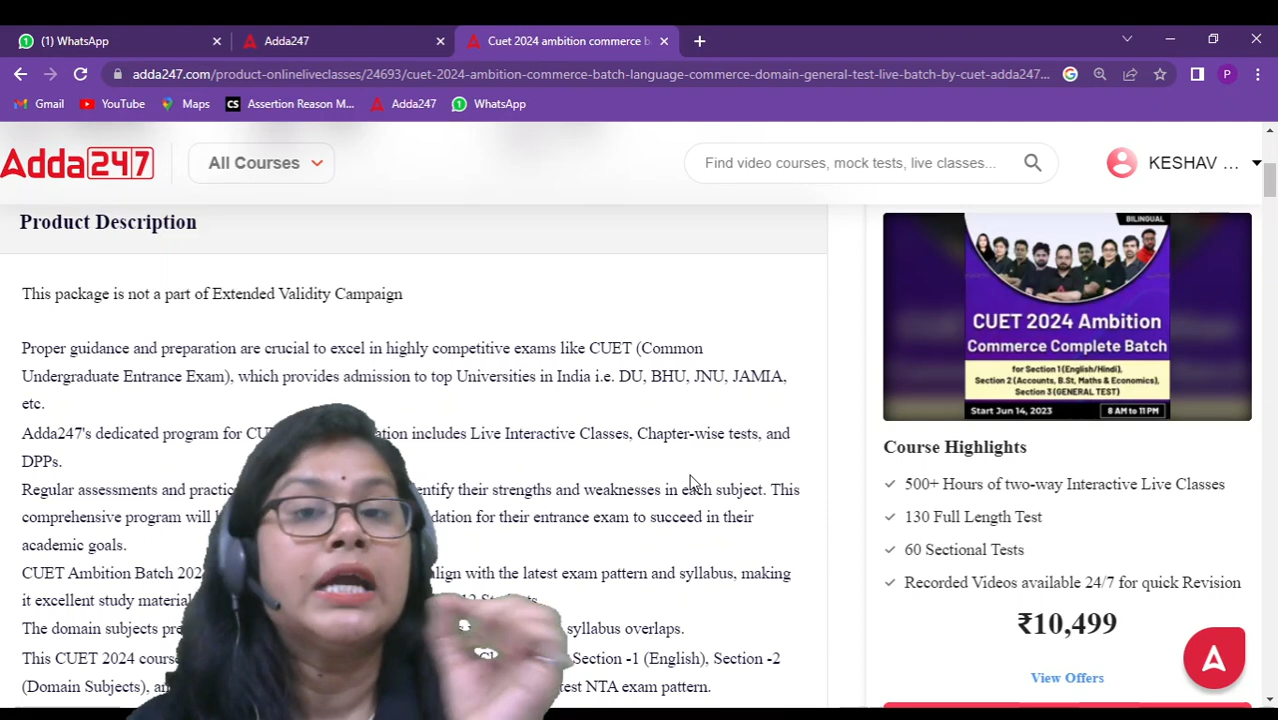 (1) WhatsApp
Adda247
Cuet 2024 ambition commerce b
adda247.com/product-onlineliveclasses/24693/cuet-2024-ambition-commerce-batch-language-commerce-domain-general-test-live-batch-by-cuet-adda247...
P
Gmail
YouTube
Maps
CS Assertion Reason M...
Adda247
WhatsApp
Adda247
All Courses
Find video courses, mock tests, live classes...
KESHAV ...
Product Description
This package is not a part of Extended Validity Campaign
Proper guidance and preparation are crucial to excel in highly competitive exams like CUET (Common
Undergraduate Entrance Exam), which provides admission to top Universities in India i.e. DU, BHU, JNU, JAMIA,
etc.
Adda247's dedicated program for includes Live Interactive Classes, Chapter-wise tests, and
DPPs.
Regular assessments and their strengths and weaknesses in each subject. This
comprehensive program will for their entrance exam to succeed in their
academic goals.
CUET Ambition Batch with the latest exam pattern and syllabus, making
it excellent study material
The domain subjects syllabus overlaps.
This CUET 2024 Section -1 (English), Section -2
(Domain Subjects), NTA exam pattern.
BILINGUAL
CUET 2024 Ambition
Commerce Complete Batch
for Section 1 (English/Hindi),
Section 2 (Accounts, B.St, Maths & Economics),
Section 3 (GENERAL TEST)
Start Jun 14, 2023
8 AM to 11 PM
Course Highlights
500+ Hours of two-way Interactive Live Classes
130 Full Length Test
60 Sectional Tests
Recorded Videos available 24/7 for quick Revision
₹10,499
View Offers